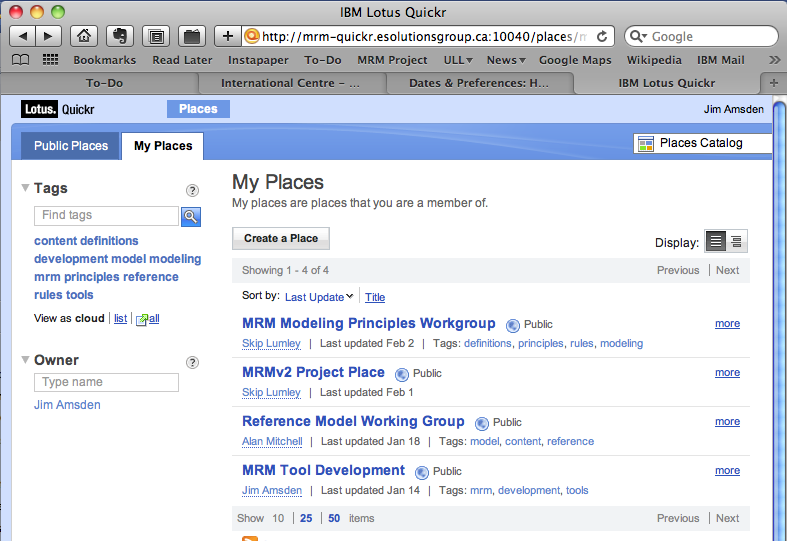 IBM Lotus Quickr
http://mrm-quickr.esolutionsgroup.ca:10040/places/m
Google
Bookmarks Read Later Instapaper To-Do MRM Project ULL▾ News▾ Google Maps Wikipedia IBM Mail »
To-Do International Centre – ... Dates & Preferences: H... IBM Lotus Quickr +
Lotus. Quickr Places Jim Amsden
Public Places My Places Places Catalog
Tags ?
Find tags
content definitions
development model modeling
mrm principles reference
rules tools
View as cloud | list | all
Owner ?
Type name
Jim Amsden
My Places
My places are places that you are a member of.
Create a Place Display:
Showing 1 - 4 of 4 Previous | Next
Sort by: Last Update | Title
MRM Modeling Principles Workgroup Public more
Skip Lumley | Last updated Feb 2 | Tags: definitions, principles, rules, modeling
MRMv2 Project Place Public more
Skip Lumley | Last updated Feb 1
Reference Model Working Group Public more
Alan Mitchell | Last updated Jan 18 | Tags: model, content, reference
MRM Tool Development Public more
Jim Amsden | Last updated Jan 14 | Tags: mrm, development, tools
Show 10 | 25 | 50 items Previous | Next